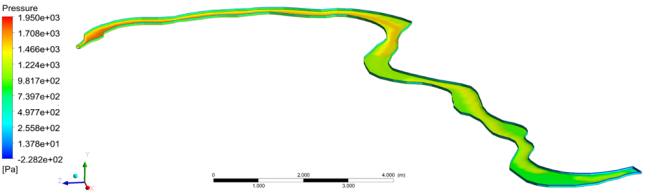 Pressure
1.950e+03
1.708e+03
1.466e+03
1.224e+03
9.817e+02
7.397e+02
4.977e+02
2.558e+02
1.378e+01
-2.282e+02
[Pa]
Y
Z
0 2.000 4.000 (m)
1.000 3.000